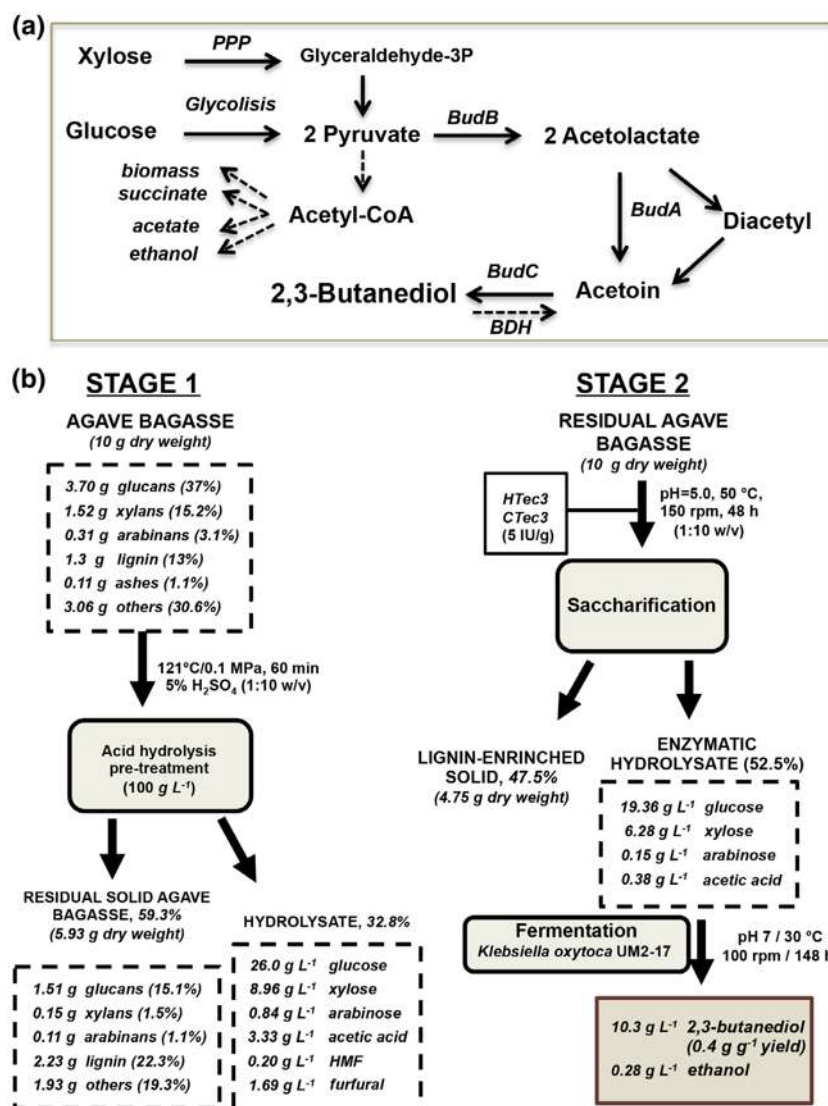 (a)
Xylose
PPP
Glyceraldehyde-3P
Glycolisis
Glucose
2 Pyruvate
BudB
2 Acetolactate
biomass
succinate
acetate
ethanol
Acetyl-CoA
BudA
Diacetyl
2,3-Butanediol
BudC
BDH
Acetoin
(b)
STAGE 1
AGAVE BAGASSE
(10 g dry weight)
3.70 g glucans (37%)
1.52 g xylans (15.2%)
0.31 g arabinans (3.1%)
1.3 g lignin (13%)
0.11 g ashes (1.1%)
3.06 g others (30.6%)
121°C/0.1 MPa, 60 min
5% H₂SO₄ (1:10 w/v)
Acid hydrolysis
pre-treatment
(100 g L⁻¹)
RESIDUAL SOLID AGAVE
BAGASSE, 59.3%
(5.93 g dry weight)
1.51 g glucans (15.1%)
0.15 g xylans (1.5%)
0.11 g arabinans (1.1%)
2.23 g lignin (22.3%)
1.93 g others (19.3%)
HYDROLYSATE, 32.8%
26.0 g L⁻¹ glucose
8.96 g L⁻¹ xylose
0.84 g L⁻¹ arabinose
3.33 g L⁻¹ acetic acid
0.20 g L⁻¹ HMF
1.69 g L⁻¹ furfural
STAGE 2
RESIDUAL AGAVE
BAGASSE
(10 g dry weight)
HTec3
CTec3
(5 IU/g)
pH=5.0, 50 °C,
150 rpm, 48 h
(1:10 w/v)
Saccharification
LIGNIN-ENRINCHED
SOLID, 47.5%
(4.75 g dry weight)
ENZYMATIC
HYDROLYSATE (52.5%)
19.36 g L⁻¹ glucose
6.28 g L⁻¹ xylose
0.15 g L⁻¹ arabinose
0.38 g L⁻¹ acetic acid
Fermentation
Klebsiella oxytoca UM2-17
pH 7 / 30 °C
100 rpm / 148 h
10.3 g L⁻¹ 2,3-butanediol
(0.4 g g⁻¹ yield)
0.28 g L⁻¹ ethanol